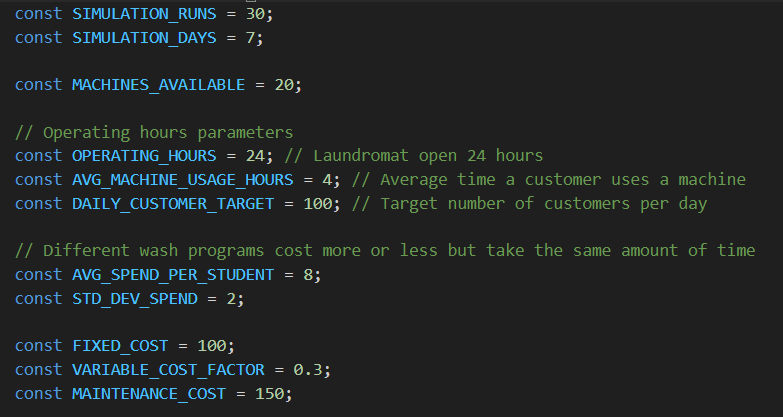 const SIMULATION_RUNS = 30;
const SIMULATION_DAYS = 7;
const MACHINES_AVAILABLE = 20;
// Operating hours parameters
const OPERATING_HOURS = 24; // Laundromat open 24 hours
const AVG_MACHINE_USAGE_HOURS = 4; // Average time a customer uses a machine
const DAILY_CUSTOMER_TARGET = 100; // Target number of customers per day
// Different wash programs cost more or less but take the same amount of time
const AVG_SPEND_PER_STUDENT = 8;
const STD_DEV_SPEND = 2;
const FIXED_COST = 100;
const VARIABLE_COST_FACTOR = 0.3;
const MAINTENANCE_COST = 150;